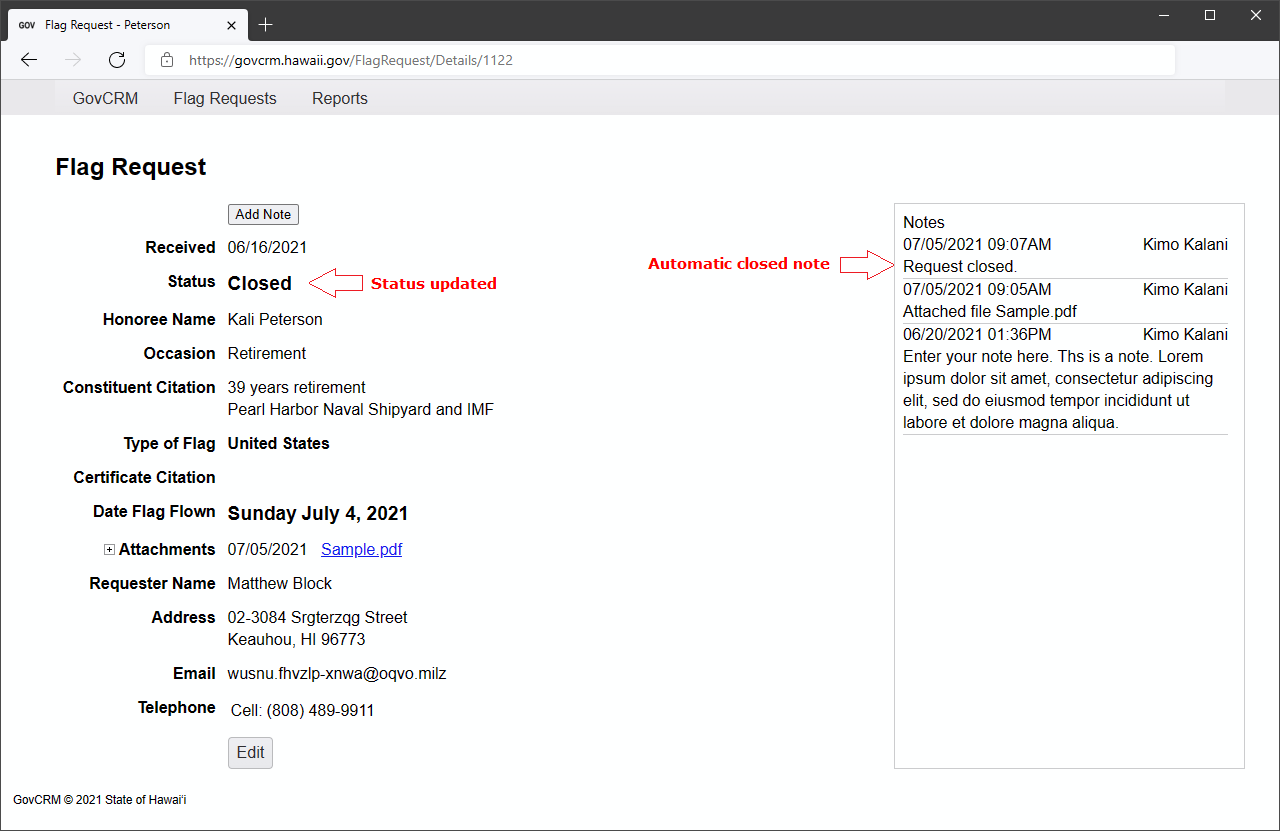 GOV Flag Request - Peterson
https://govcrm.hawaii.gov/FlagRequest/Details/1122
GovCRM Flag Requests Reports
Flag Request
Add Note
Received 06/16/2021
Status Closed
Status updated
Honoree Name Kali Peterson
Occasion Retirement
Constituent Citation 39 years retirement
Pearl Harbor Naval Shipyard and IMF
Type of Flag United States
Certificate Citation
Date Flag Flown Sunday July 4, 2021
Attachments 07/05/2021 Sample.pdf
Requester Name Matthew Block
Address 02-3084 Srgterzqg Street
Keauhou, HI 96773
Email wusnu.fhvzlp-xnwa@oqvo.milz
Telephone Cell: (808) 489-9911
Edit
Automatic closed note
Notes
07/05/2021 09:07AM Kimo Kalani
Request closed.
07/05/2021 09:05AM Kimo Kalani
Attached file Sample.pdf
06/20/2021 01:36PM Kimo Kalani
Enter your note here. Ths is a note. Lorem
ipsum dolor sit amet, consectetur adipiscing
elit, sed do eiusmod tempor incididunt ut
labore et dolore magna aliqua.
GovCRM © 2021 State of Hawaiʻi